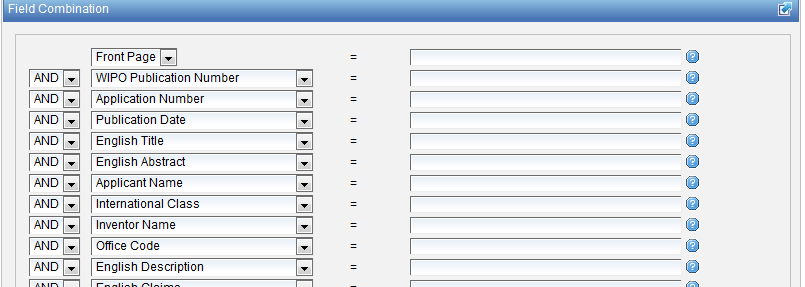 Field Combination
Front Page =
AND WIPO Publication Number =
AND Application Number =
AND Publication Date =
AND English Title =
AND English Abstract =
AND Applicant Name =
AND International Class =
AND Inventor Name =
AND Office Code =
AND English Description =
AND English Claims =